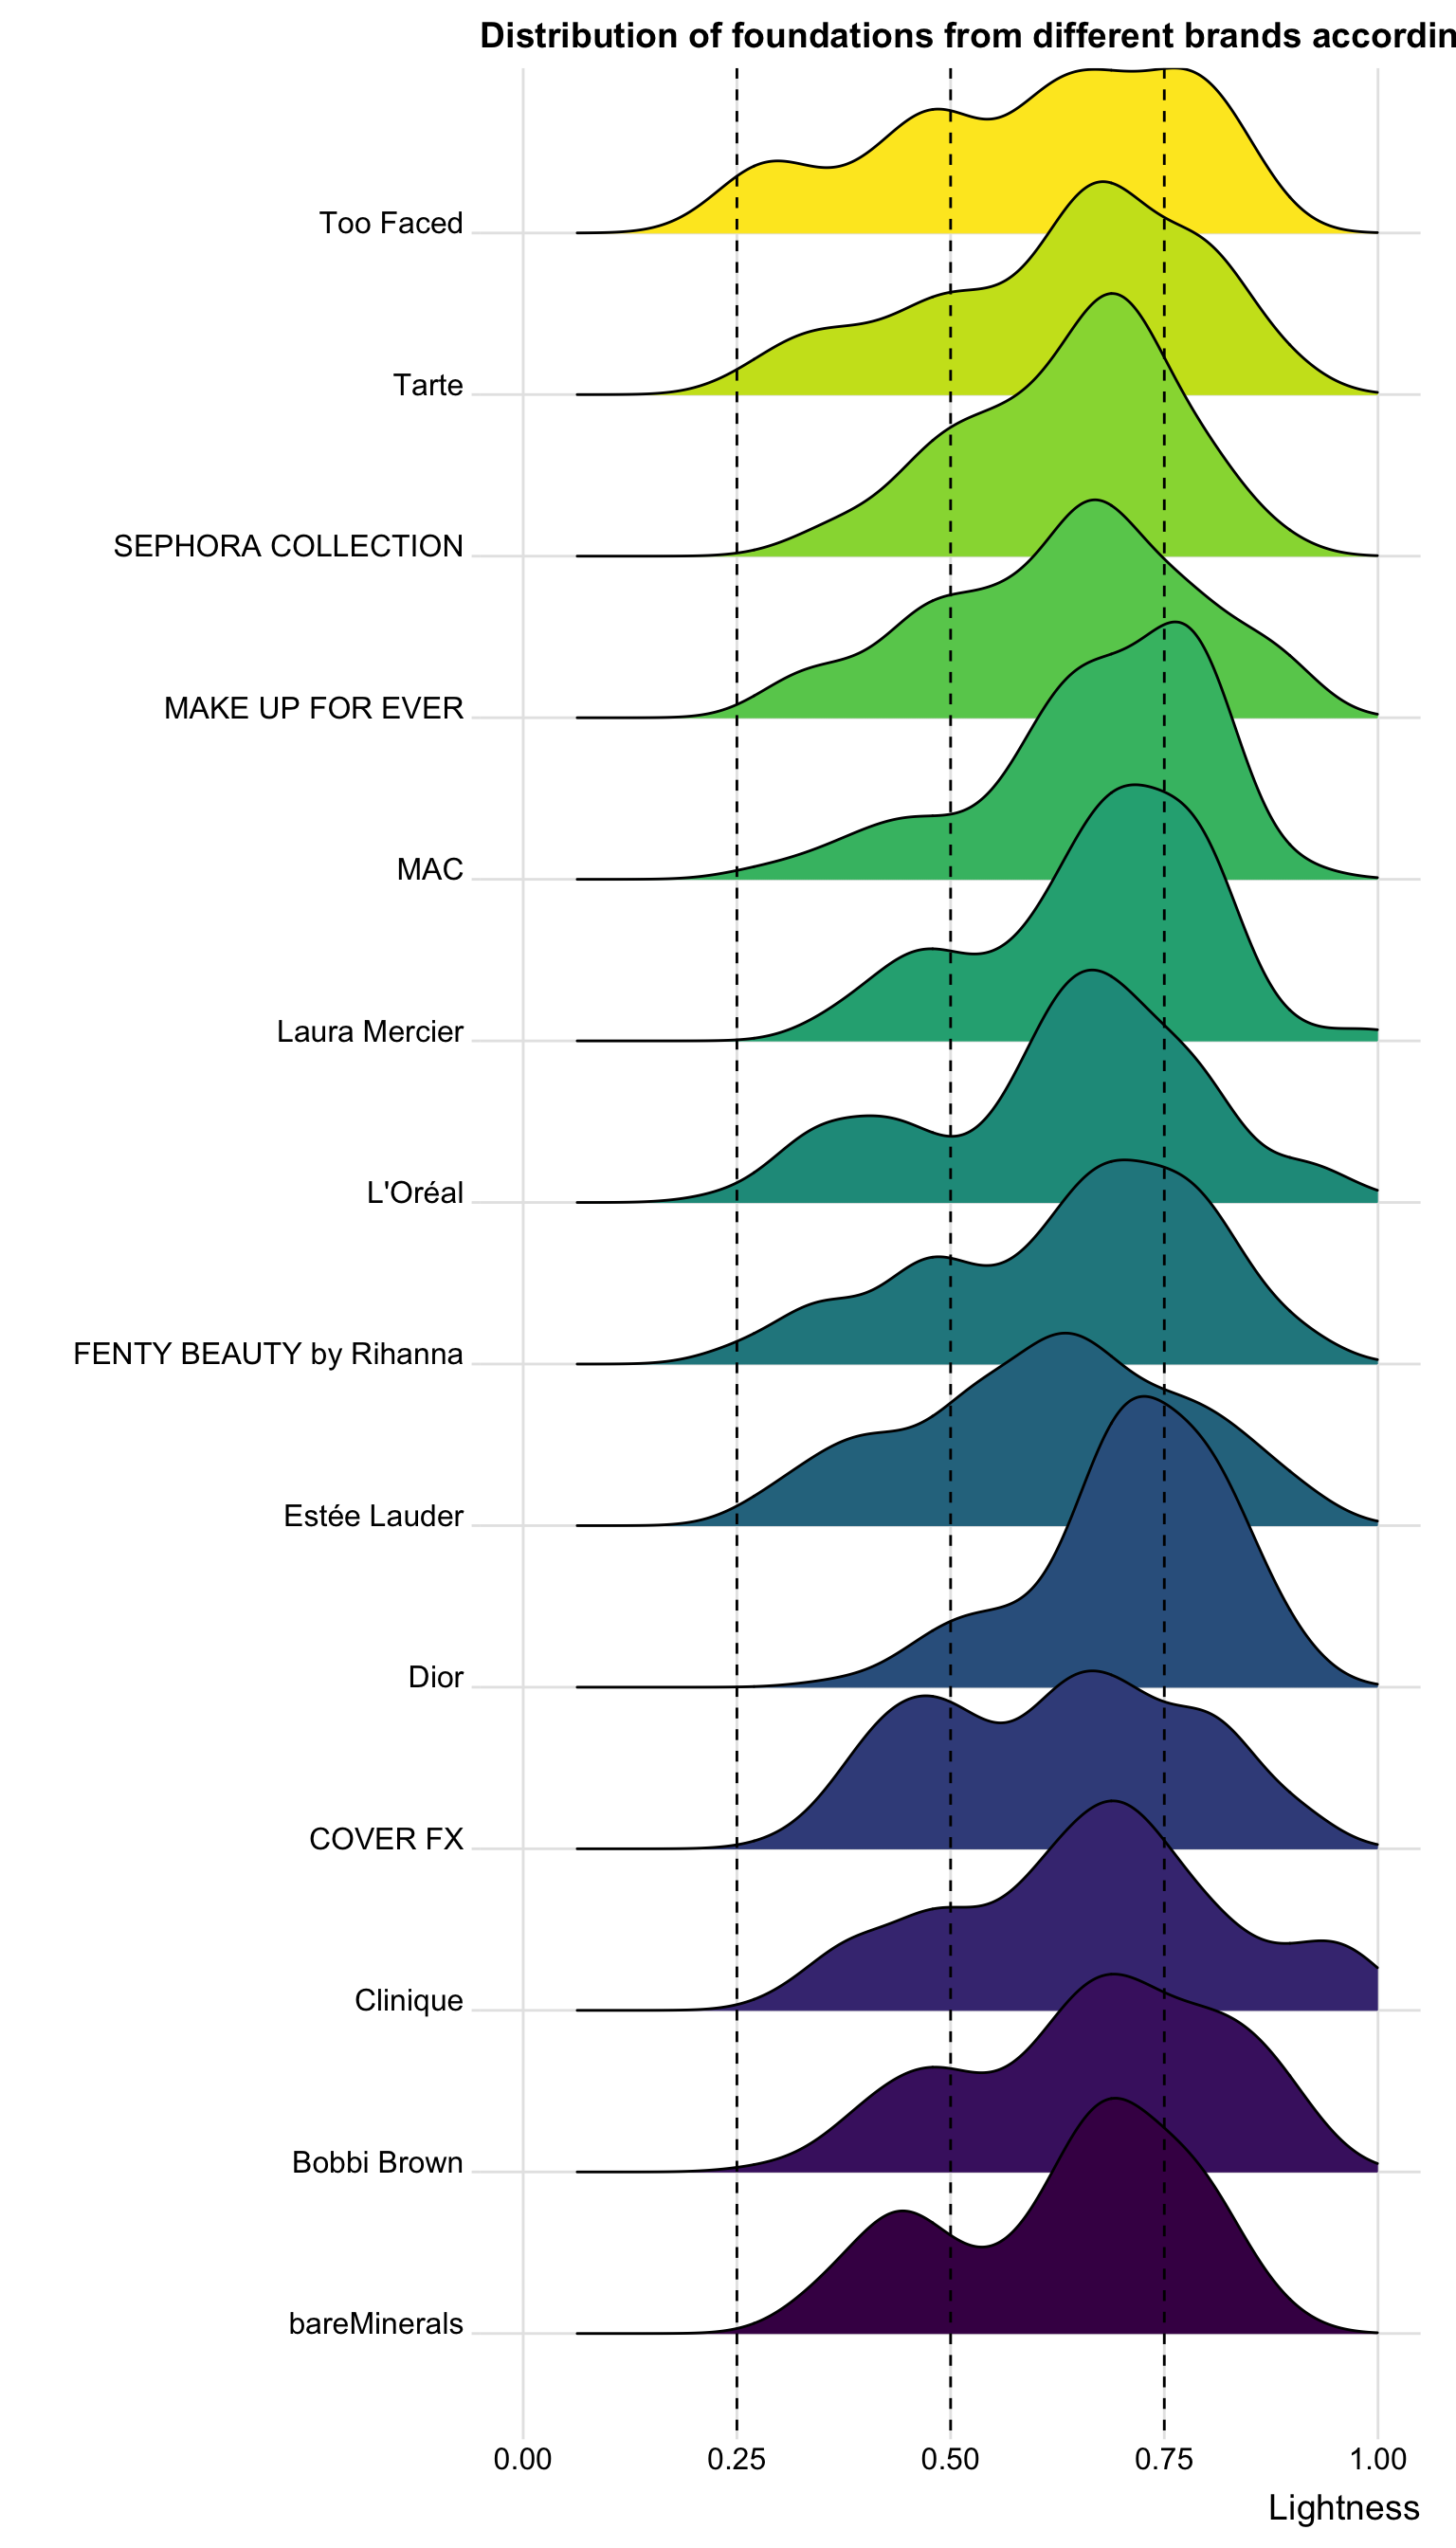 Distribution of foundations from different brands accordin
Too Faced
Tarte
SEPHORA COLLECTION
MAKE UP FOR EVER
MAC
Laura Mercier
L'Oréal
FENTY BEAUTY by Rihanna
Estée Lauder
Dior
COVER FX
Clinique
Bobbi Brown
bareMinerals
0.00 0.25 0.50 0.75 1.00
Lightness